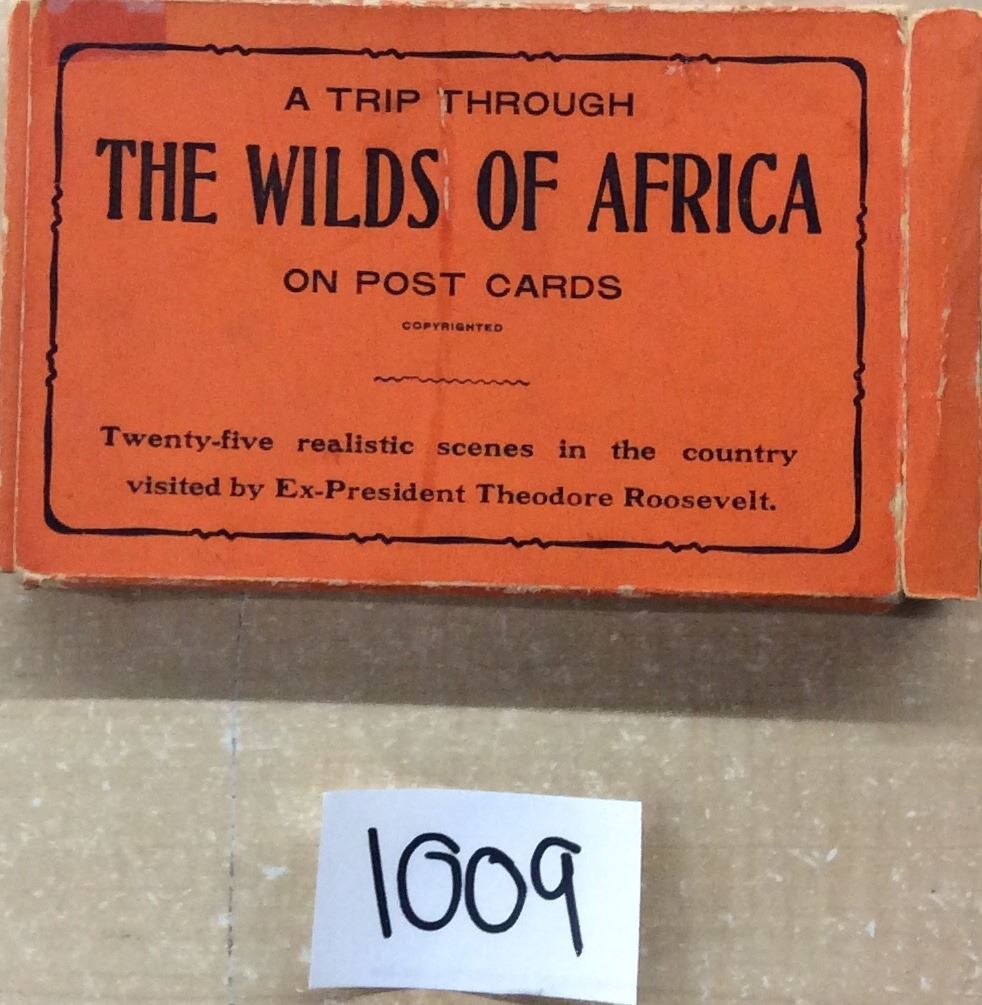 A TRIP THROUGH
THE WILDS OF AFRICA
ON POST CARDS
COPYRIGHTED
Twenty-five realistic scenes in the country
visited by Ex-President Theodore Roosevelt.
1009